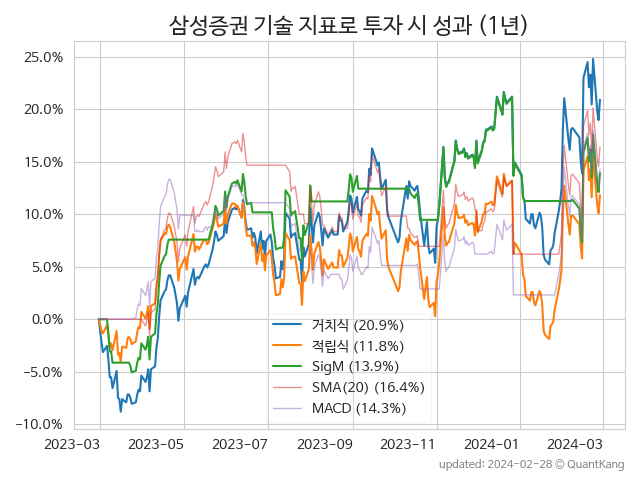 삼성증권 기술 지표로 투자 시 성과 (1년)
25.0%
20.0%
15.0%
10.0%
5.0%
0.0%
−5.0%
−10.0%
거치식 (20.9%)
적립식 (11.8%)
SigM (13.9%)
SMA(20) (16.4%)
MACD (14.3%)
2023-03 2023-05 2023-07 2023-09 2023-11 2024-01 2024-03
updated: 2024-02-28 © QuantKang